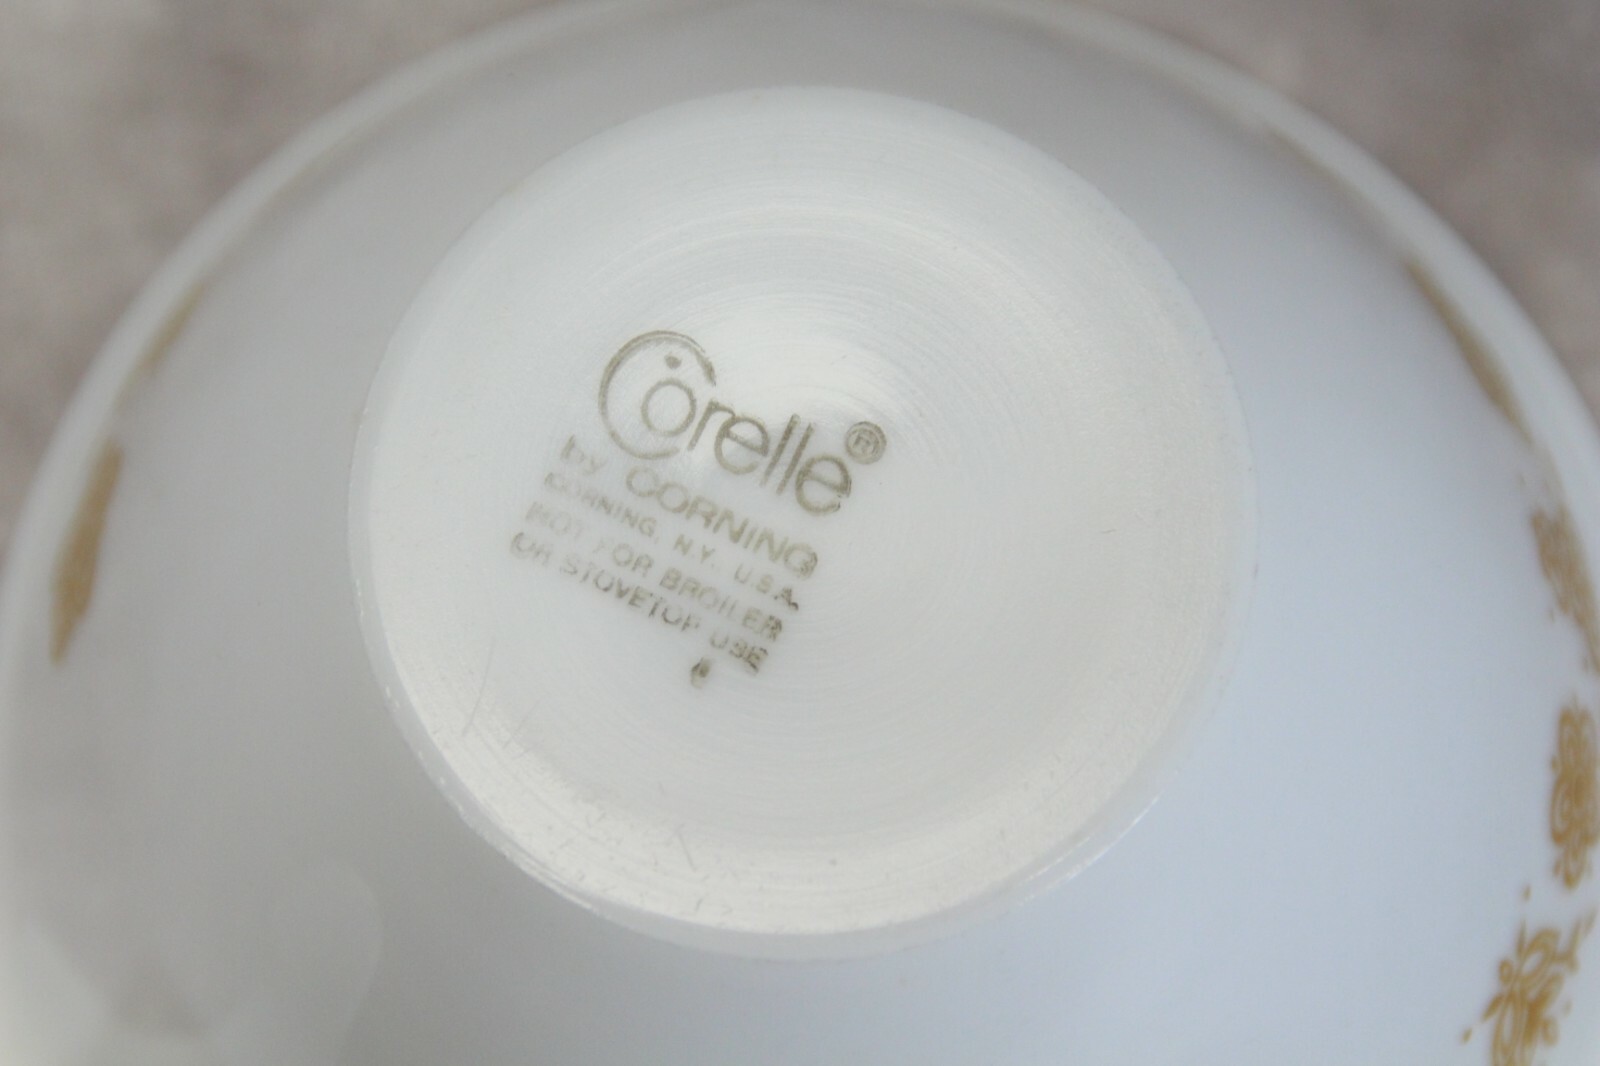 Corelle®
by CORNING
CORNING, N.Y. U.S.A.
NOT FOR BROILER
OR STOVETOP USE